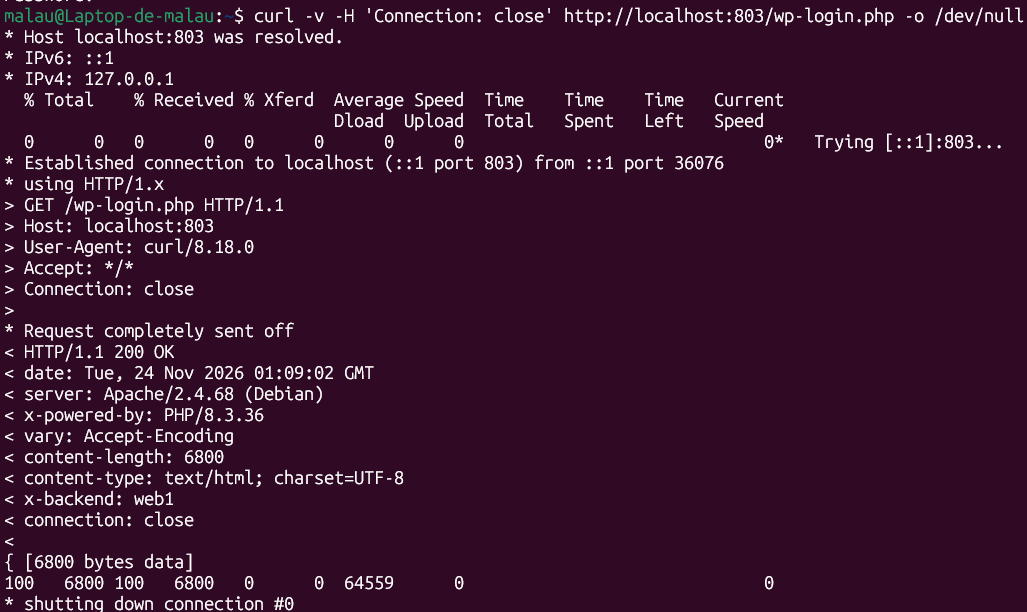 malau@Laptop-de-malau:~$ curl -v -H 'Connection: close' http://localhost:803/wp-login.php -o /dev/null
* Host localhost:803 was resolved.
* IPv6: ::1
* IPv4: 127.0.0.1
  % Total    % Received % Xferd  Average Speed  Time    Time    Time   Current
                                 Dload  Upload  Total   Spent   Left   Speed
  0      0   0      0   0      0      0      0                              0*   Trying [::1]:803...
* Established connection to localhost (::1 port 803) from ::1 port 36076
* using HTTP/1.x
> GET /wp-login.php HTTP/1.1
> Host: localhost:803
> User-Agent: curl/8.18.0
> Accept: */*
> Connection: close
>
* Request completely sent off
< HTTP/1.1 200 OK
< date: Tue, 24 Nov 2026 01:09:02 GMT
< server: Apache/2.4.68 (Debian)
< x-powered-by: PHP/8.3.36
< vary: Accept-Encoding
< content-length: 6800
< content-type: text/html; charset=UTF-8
< x-backend: web1
< connection: close
<
{ [6800 bytes data]
100   6800 100   6800   0      0  64559      0                              0
* shutting down connection #0